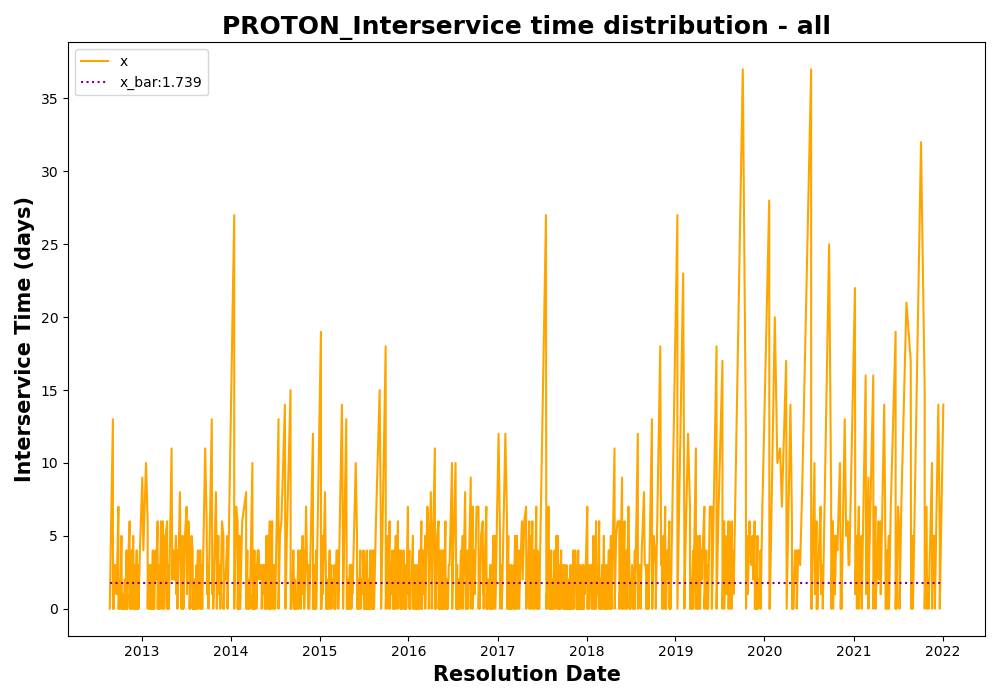 PROTON_Interservice time distribution - all
x
x_bar:1.739
Interservice Time (days)
35
30
25
20
15
10
5
0
2013 2014 2015 2016 2017 2018 2019 2020 2021 2022
Resolution Date